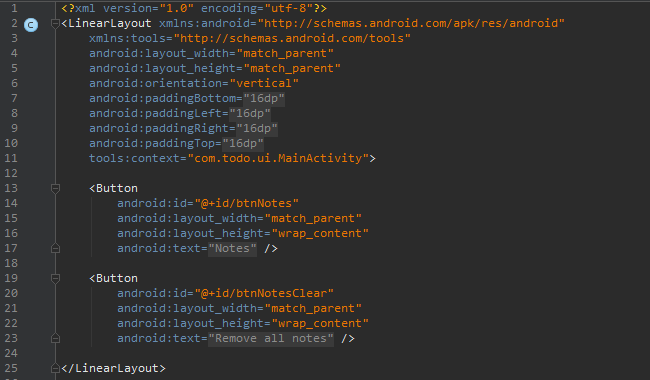 1 <?xml version="1.0" encoding="utf-8"?>
2 C <LinearLayout xmlns:android="http://schemas.android.com/apk/res/android"
3     xmlns:tools="http://schemas.android.com/tools"
4     android:layout_width="match_parent"
5     android:layout_height="match_parent"
6     android:orientation="vertical"
7     android:paddingBottom="16dp"
8     android:paddingLeft="16dp"
9     android:paddingRight="16dp"
10     android:paddingTop="16dp"
11     tools:context="com.todo.ui.MainActivity">
12
13     <Button
14         android:id="@+id/btnNotes"
15         android:layout_width="match_parent"
16         android:layout_height="wrap_content"
17         android:text="Notes" />
18
19     <Button
20         android:id="@+id/btnNotesClear"
21         android:layout_width="match_parent"
22         android:layout_height="wrap_content"
23         android:text="Remove all notes" />
24
25 </LinearLayout>